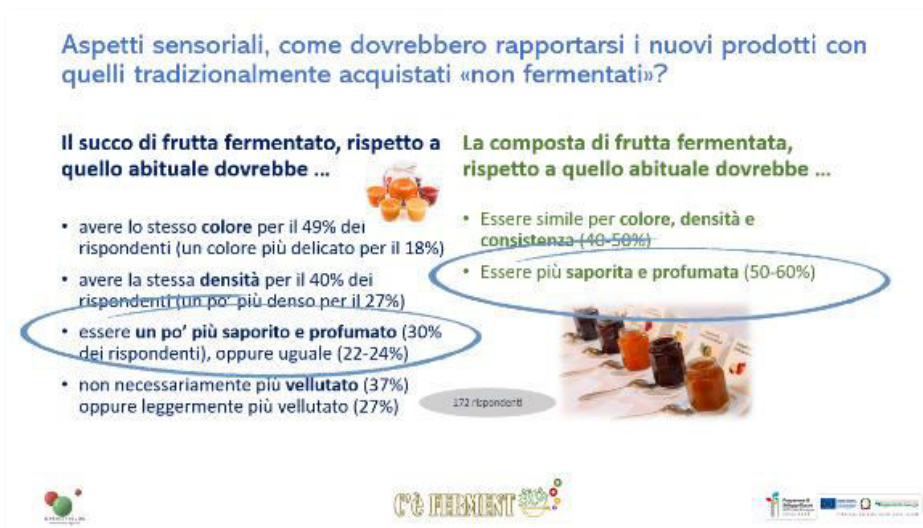 Aspetti sensoriali, come dovrebbero rapportarsi i nuovi prodotti con
quelli tradizionalmente acquistati «non fermentati»?
Il succo di frutta fermentato, rispetto a
quello abituale dovrebbe ...
• avere lo stesso colore per il 49% dei
rispondenti (un colore più delicato per il 18%)
• avere la stessa densità per il 40% dei
rispondenti (un po' più denso per il 27%)
• essere un po' più saporito e profumato (30%
dei rispondenti), oppure uguale (22-24%)
• non necessariamente più vellutato (37%)
oppure leggermente più vellutato (27%)
La composta di frutta fermentata,
rispetto a quello abituale dovrebbe ...
• Essere simile per colore, densità e
consistenza (40-50%)
• Essere più saporita e profumata (50-60%)
172 rispondenti
C'È FERMENT